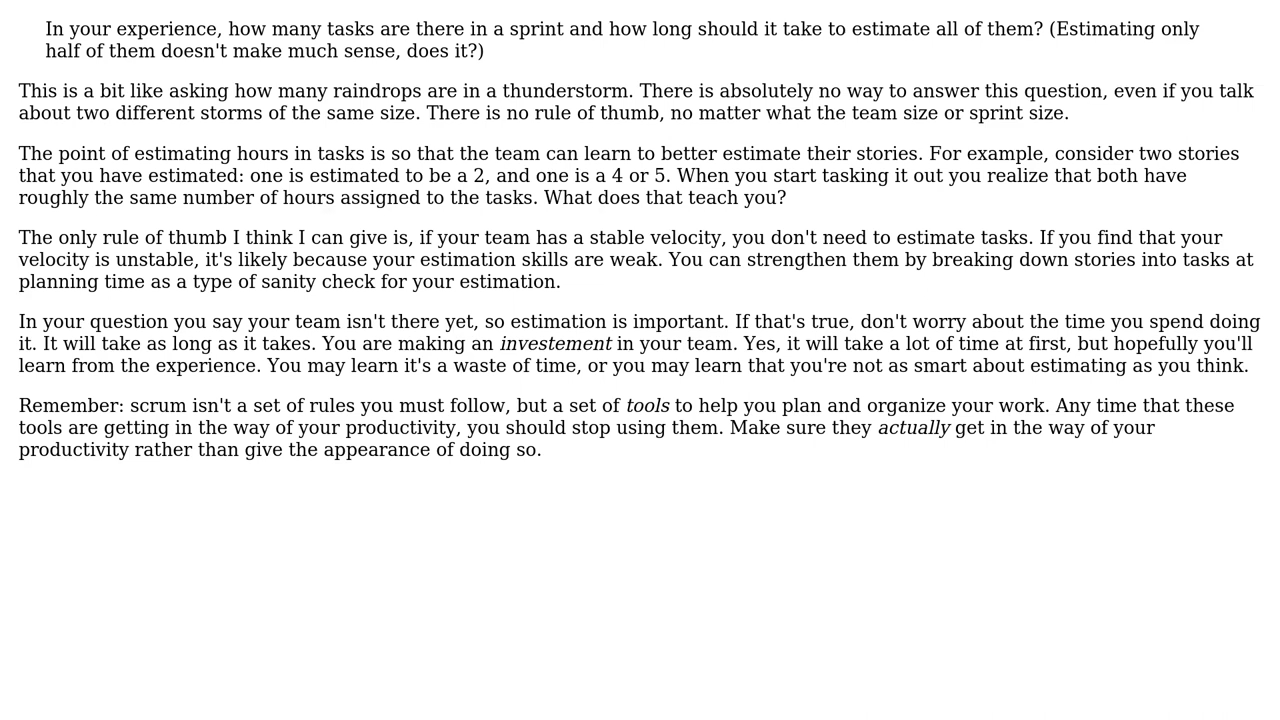 In your experience, how many tasks are there in a sprint and how long should it take to estimate all of them? (Estimating only
half of them doesn't make much sense, does it?)
This is a bit like asking how many raindrops are in a thunderstorm. There is absolutely no way to answer this question, even if you talk
about two different storms of the same size. There is no rule of thumb, no matter what the team size or sprint size.
The point of estimating hours in tasks is so that the team can learn to better estimate their stories. For example, consider two stories
that you have estimated: one is estimated to be a 2, and one is a 4 or 5. When you start tasking it out you realize that both have
roughly the same number of hours assigned to the tasks. What does that teach you?
The only rule of thumb I think I can give is, if your team has a stable velocity, you don't need to estimate tasks. If you find that your
velocity is unstable, it's likely because your estimation skills are weak. You can strengthen them by breaking down stories into tasks at
planning time as a type of sanity check for your estimation.
In your question you say your team isn't there yet, so estimation is important. If that's true, don't worry about the time you spend doing
it. It will take as long as it takes. You are making an investement in your team. Yes, it will take a lot of time at first, but hopefully you'll
learn from the experience. You may learn it's a waste of time, or you may learn that you're not as smart about estimating as you think.
Remember: scrum isn't a set of rules you must follow, but a set of tools to help you plan and organize your work. Any time that these
tools are getting in the way of your productivity, you should stop using them. Make sure they actually get in the way of your
productivity rather than give the appearance of doing so.